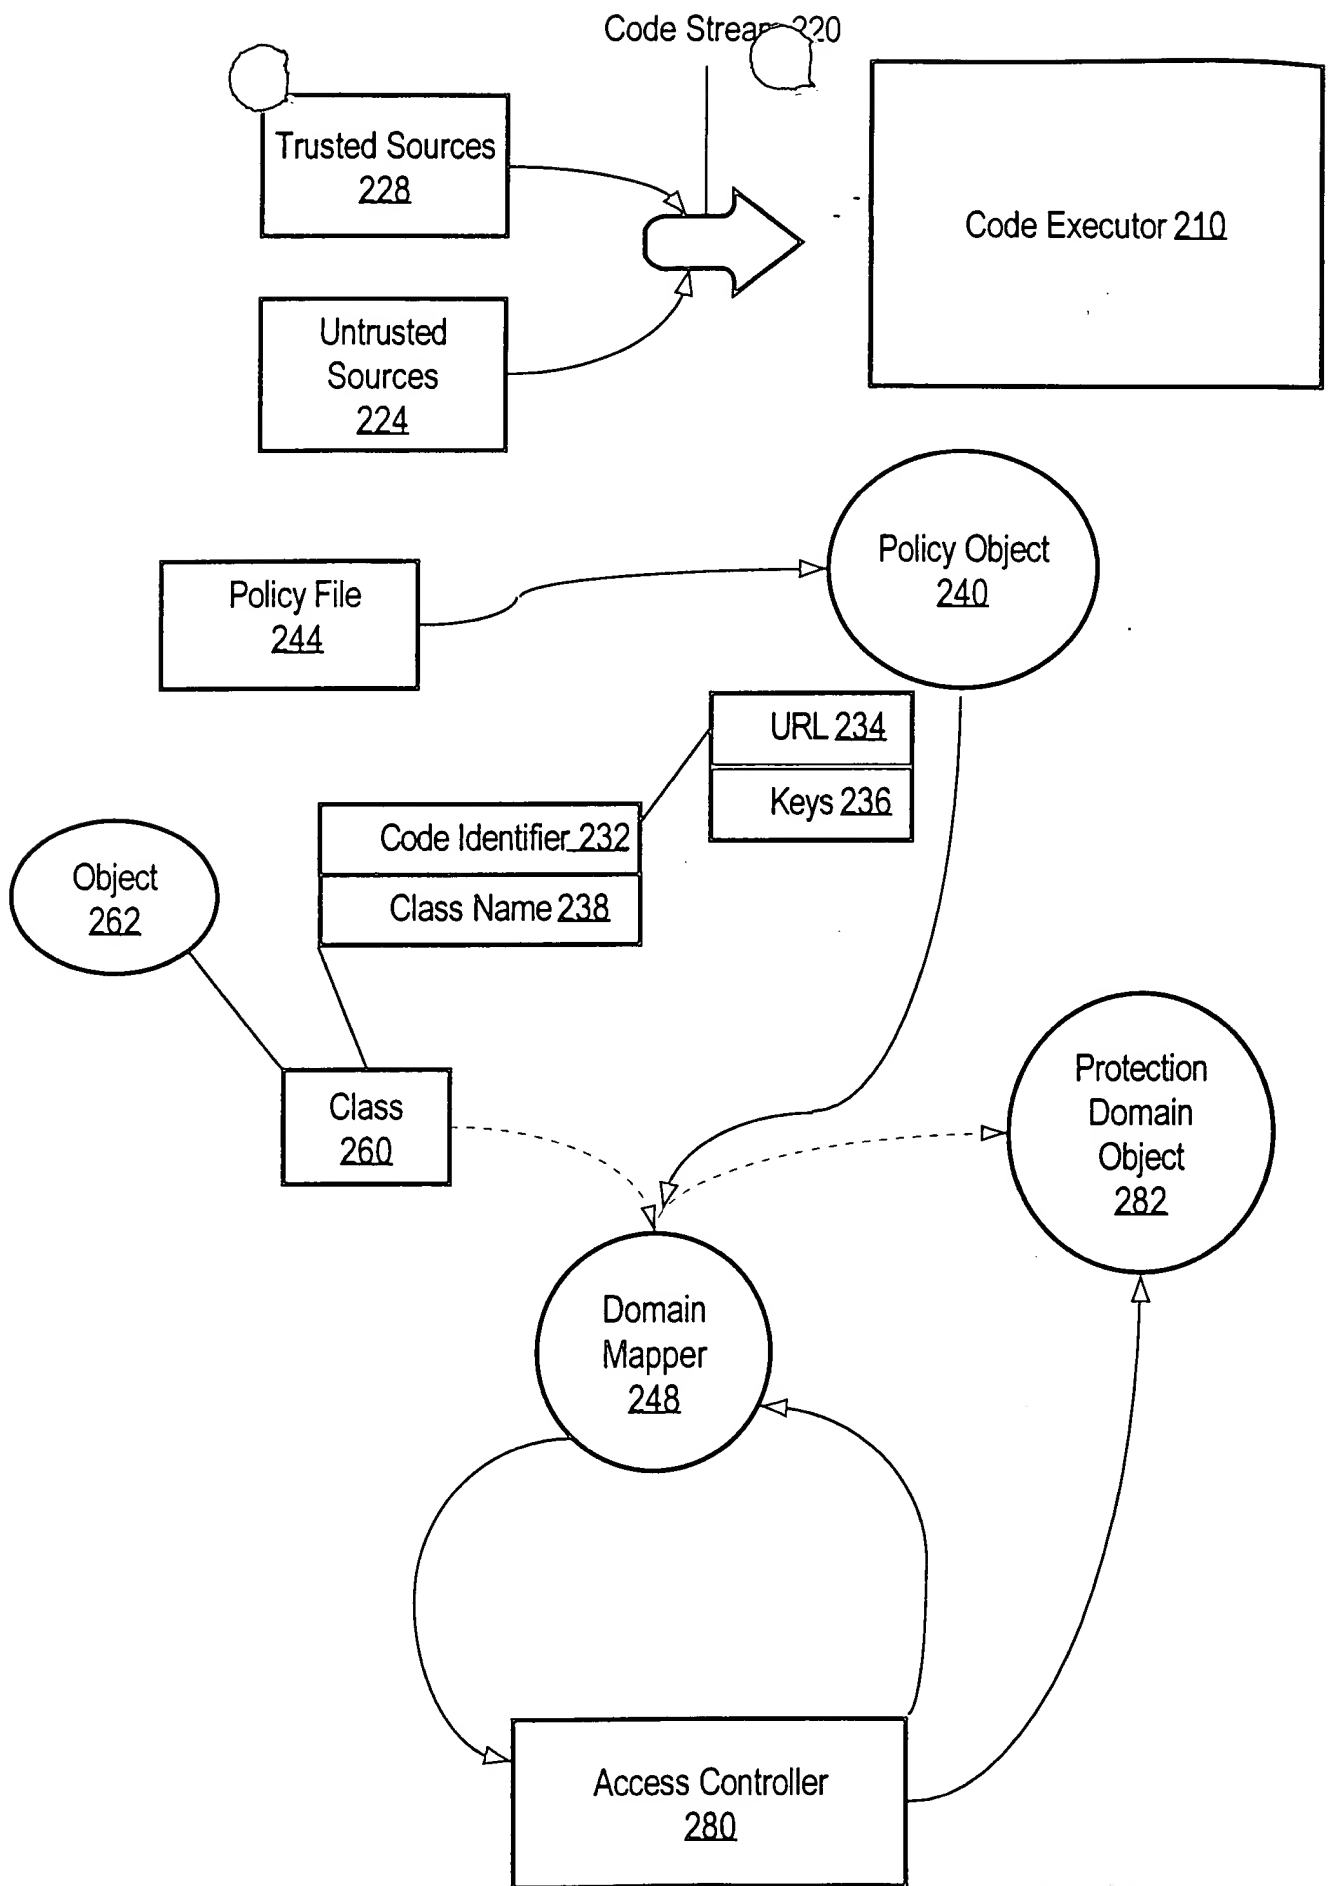 Code Stream 220
Trusted Sources
228
Code Executor 210
Untrusted
Sources
224
Policy Object
240
Policy File
244
URL 234
Keys 236
Code Identifier 232
Class Name 238
Object
262
Class
260
Protection
Domain
Object
282
Domain
Mapper
248
Access Controller
280